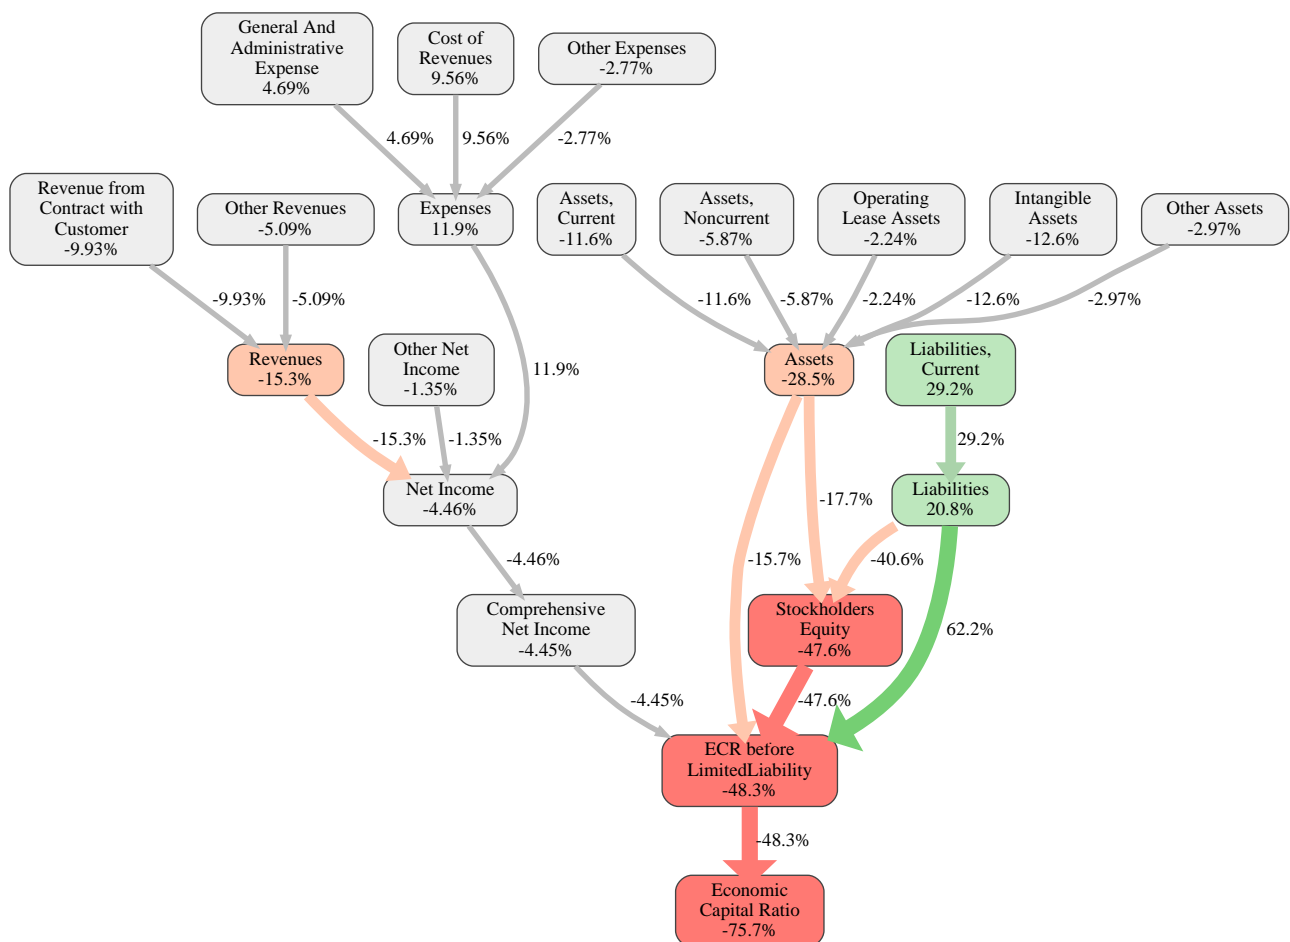 General And
Administrative
Expense
4.69%
Cost of
Revenues
9.56%
Other Expenses
-2.77%
4.69%
9.56%
-2.77%
Revenue from
Contract with
Customer
-9.93%
Other Revenues
-5.09%
Expenses
11.9%
Assets,
Current
-11.6%
Assets,
Noncurrent
-5.87%
Operating
Lease Assets
-2.24%
Intangible
Assets
-12.6%
Other Assets
-2.97%
-9.93%
-5.09%
-11.6%
-5.87%
-2.24%
-12.6%
-2.97%
Revenues
-15.3%
Other Net
Income
-1.35%
11.9%
Assets
-28.5%
Liabilities,
Current
29.2%
-15.3%
-1.35%
29.2%
Net Income
-4.46%
-17.7%
Liabilities
20.8%
-4.46%
-15.7%
-40.6%
Comprehensive
Net Income
-4.45%
Stockholders
Equity
-47.6%
62.2%
-4.45%
-47.6%
ECR before
LimitedLiability
-48.3%
-48.3%
Economic
Capital Ratio
-75.7%